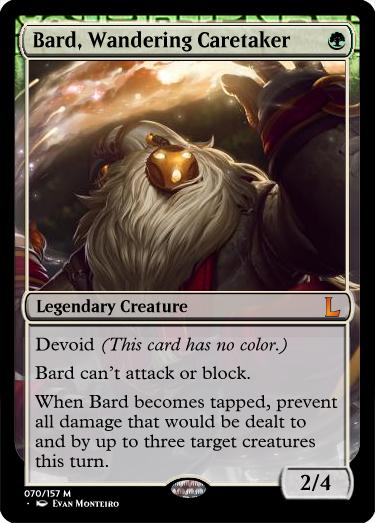 Bard, Wandering Caretaker
Legendary Creature
L
Devoid (This card has no color.)
Bard can't attack or block.
When Bard becomes tapped, prevent
all damage that would be dealt to
and by up to three target creatures
this turn.
2/4
070/157 M
· Evan Monteiro